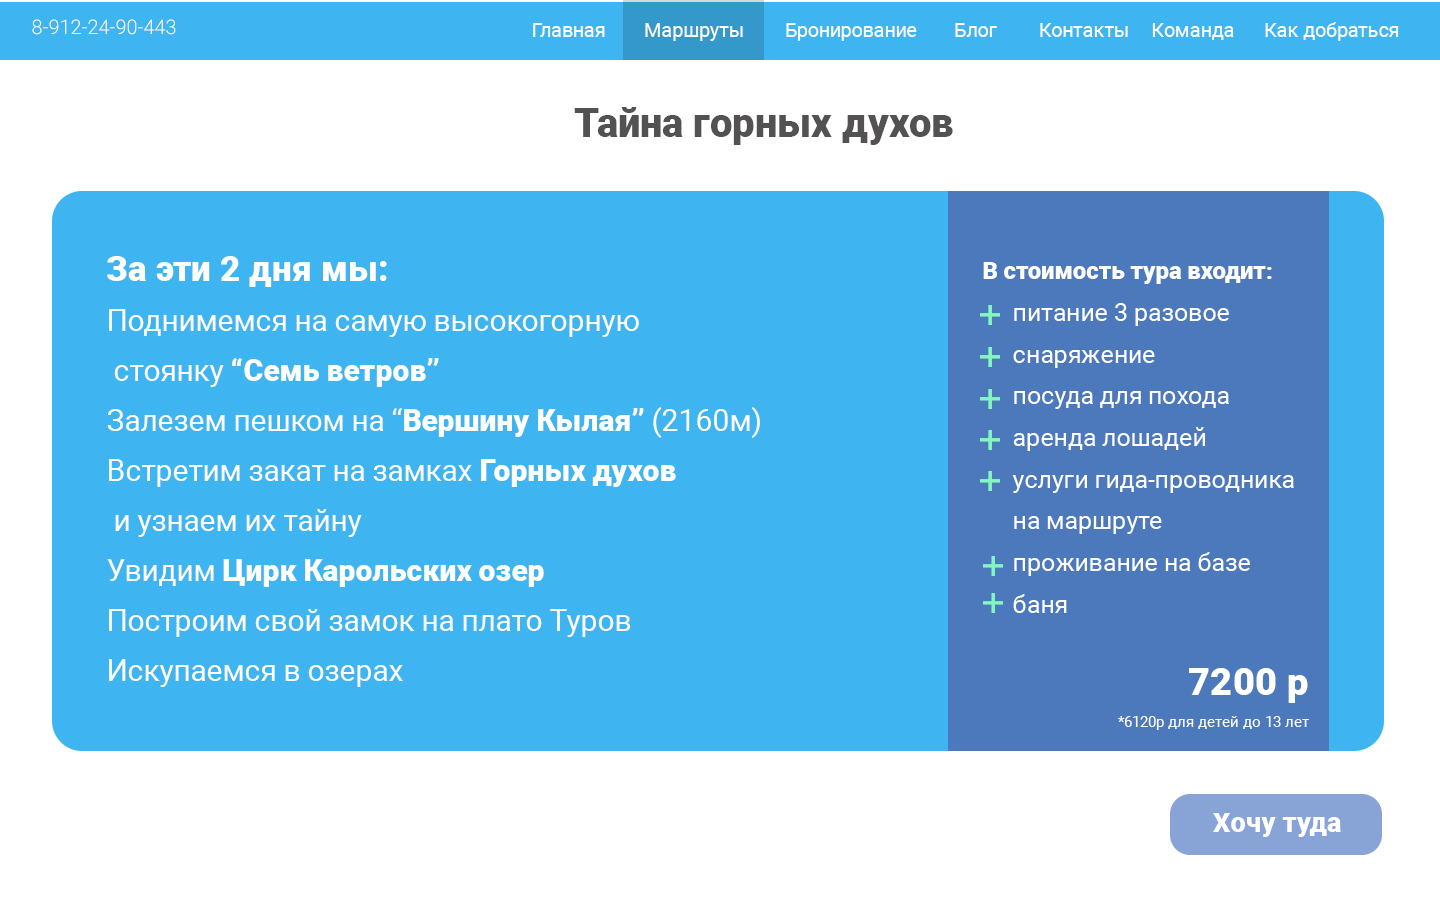 8-912-24-90-443
Главная Маршруты Бронирование Блог Контакты Команда Как добраться
Тайна горных духов
За эти 2 дня мы:
Поднимемся на самую высокогорную
стоянку “Семь ветров”
Залезем пешком на “Вершину Кылая” (2160м)
Встретим закат на замках Горных духов
и узнаем их тайну
Увидим Цирк Карольских озер
Построим свой замок на плато Туров
Искупаемся в озерах
В стоимость тура входит:
+ питание 3 разовое
+ снаряжение
+ посуда для похода
+ аренда лошадей
+ услуги гида-проводника
на маршруте
+ проживание на базе
+ баня
7200 р
*6120р для детей до 13 лет
Хочу туда